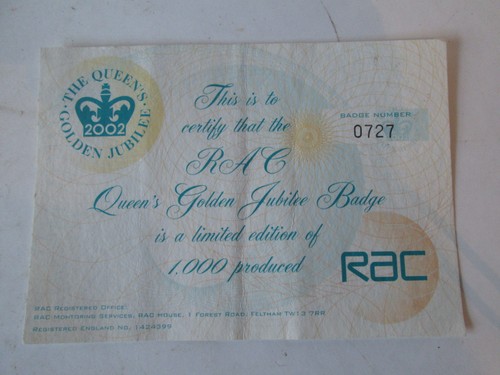 THE QUEEN'S
GOLDEN JUBILEE
2002
This is to
certify that the
RAC
Queen's Golden Jubilee Badge
is a limited edition of
1,000 produced
BADGE NUMBER
0727
RAC
RAC REGISTERED OFFICE:
RAC MOTORING SERVICES, RAC HOUSE, 1 FOREST ROAD, FELTHAM TW13 7RR
REGISTERED ENGLAND NO. 1424399